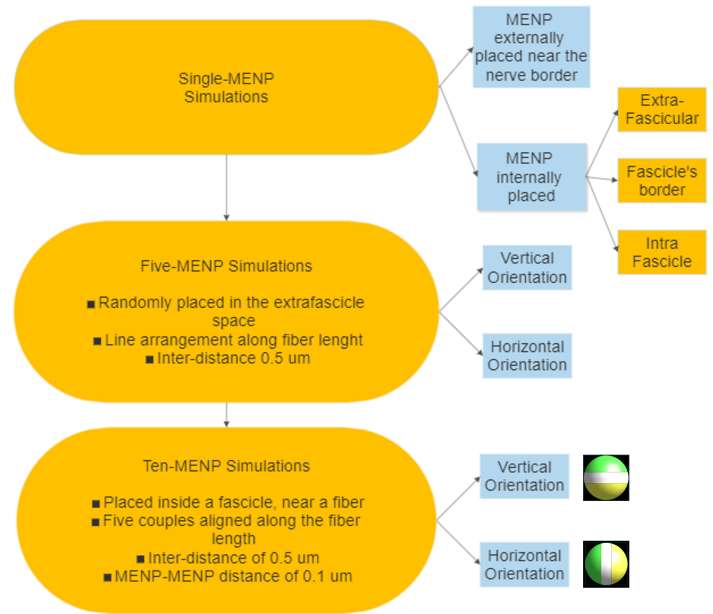 Single-MENP
Simulations
MENP
externally
placed near the
nerve border
MENP
internally
placed
Extra-
Fascicular
Fascicle's
border
Intra
Fascicle
Five-MENP Simulations
■ Randomly placed in the extrafascicle
space
■ Line arrangement along fiber lenght
■ Inter-distance 0.5 um
Vertical
Orientation
Horizontal
Orientation
Ten-MENP Simulations
■ Placed inside a fascicle, near a fiber
■ Five couples aligned along the fiber
length
■ Inter-distance of 0.5 um
■ MENP-MENP distance of 0.1 um
Vertical
Orientation
Horizontal
Orientation